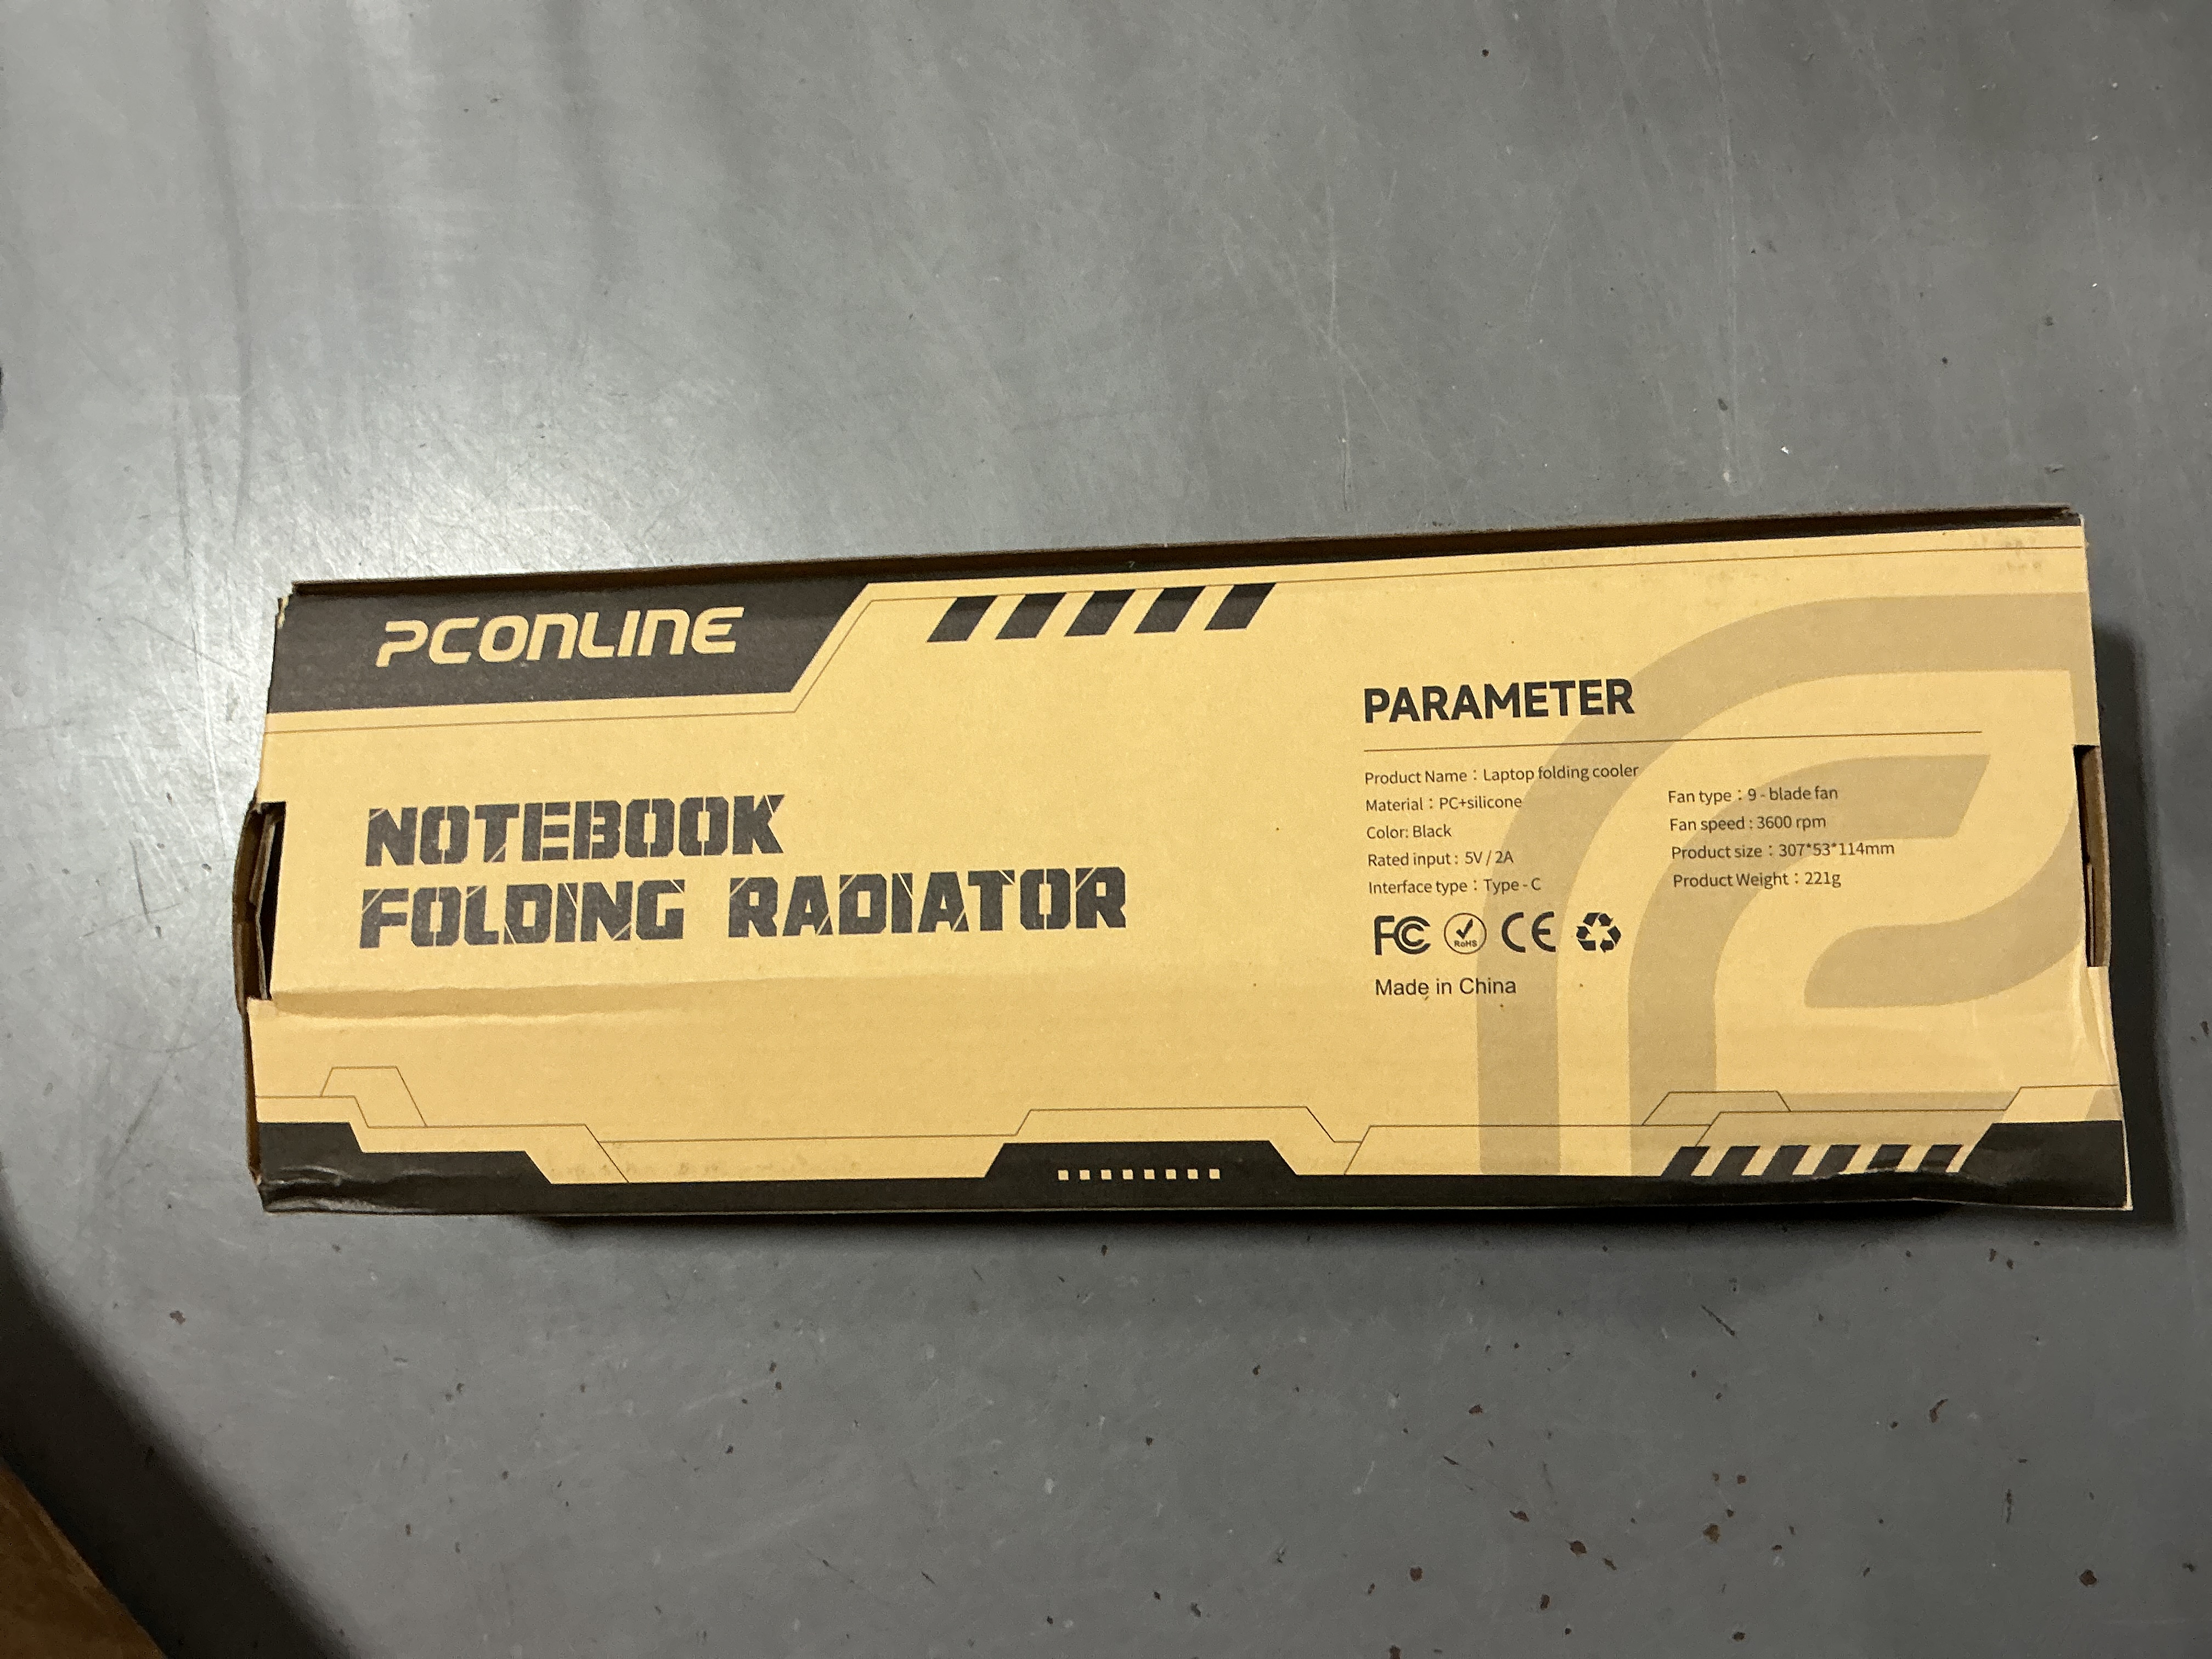 PCONLINE
NOTEBOOK
FOLDING RADIATOR
PARAMETER
Product Name：Laptop folding cooler
Material：PC+silicone
Color: Black
Rated input：5V / 2A
Interface type：Type - C
Fan type：9 - blade fan
Fan speed : 3600 rpm
Product size：307*53*114mm
Product Weight：221g
FC RoHS CE
Made in China